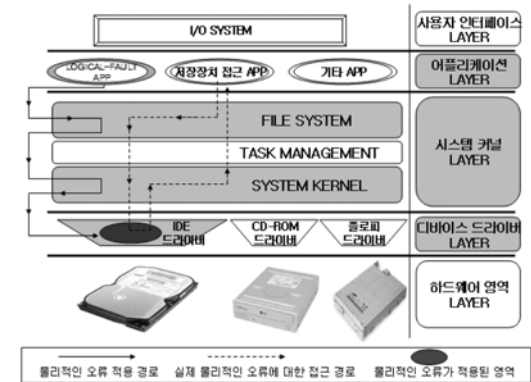 I/O SYSTEM
사용자 인터페이스
LAYER
LOGICAL-FAULT
APP
저장장치 접근 APP
기타 APP
어플리케이션
LAYER
FILE SYSTEM
TASK MANAGEMENT
SYSTEM KERNEL
시스템 커널
LAYER
IDE
드라이버
CD-ROM
드라이버
플로피
드라이버
디바이스 드라이버
LAYER
하드웨어 영역
LAYER
물리적인 오류 적용 경로
실제 물리적인 오류에 대한 접근 경로
물리적인 오류가 적용된 영역